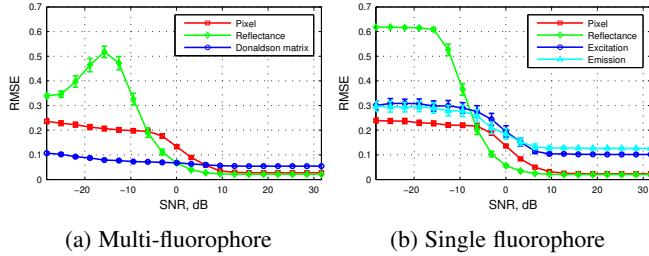 0.7
0.6
0.5
0.4
0.3
0.2
0.1
0
RMSE
-20 -10 0 10 20 30
SNR, dB
Pixel
Reflectance
Donaldson matrix
(a) Multi-fluorophore
0.7
0.6
0.5
0.4
0.3
0.2
0.1
0
RMSE
-20 -10 0 10 20 30
SNR, dB
Pixel
Reflectance
Excitation
Emission
(b) Single fluorophore